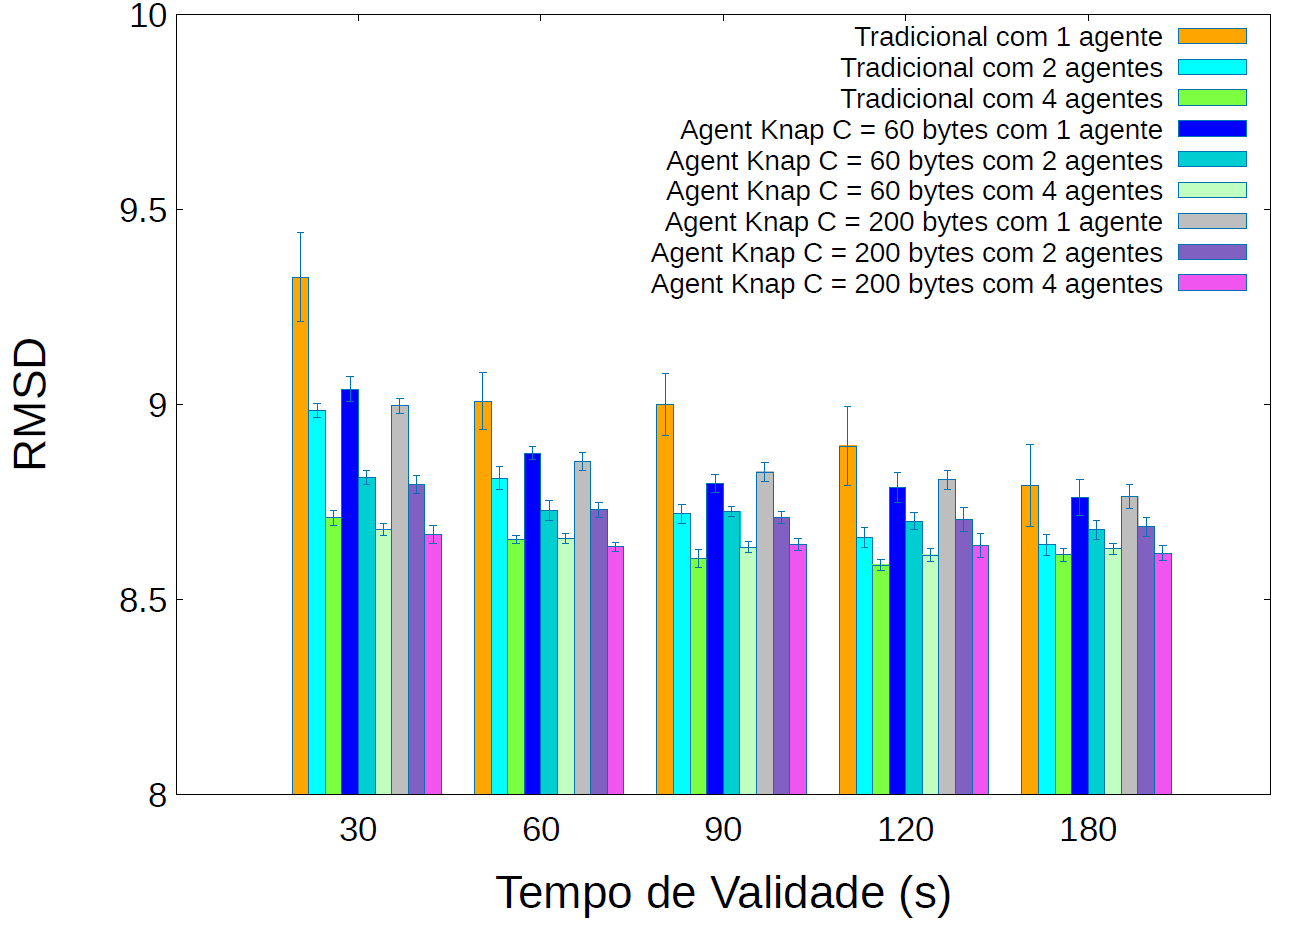 10
9.5
9
8.5
8
RMSD
Tradicional com 1 agente
Tradicional com 2 agentes
Tradicional com 4 agentes
Agent Knap C = 60 bytes com 1 agente
Agent Knap C = 60 bytes com 2 agentes
Agent Knap C = 60 bytes com 4 agentes
Agent Knap C = 200 bytes com 1 agente
Agent Knap C = 200 bytes com 2 agentes
Agent Knap C = 200 bytes com 4 agentes
30 60 90 120 180
Tempo de Validade (s)